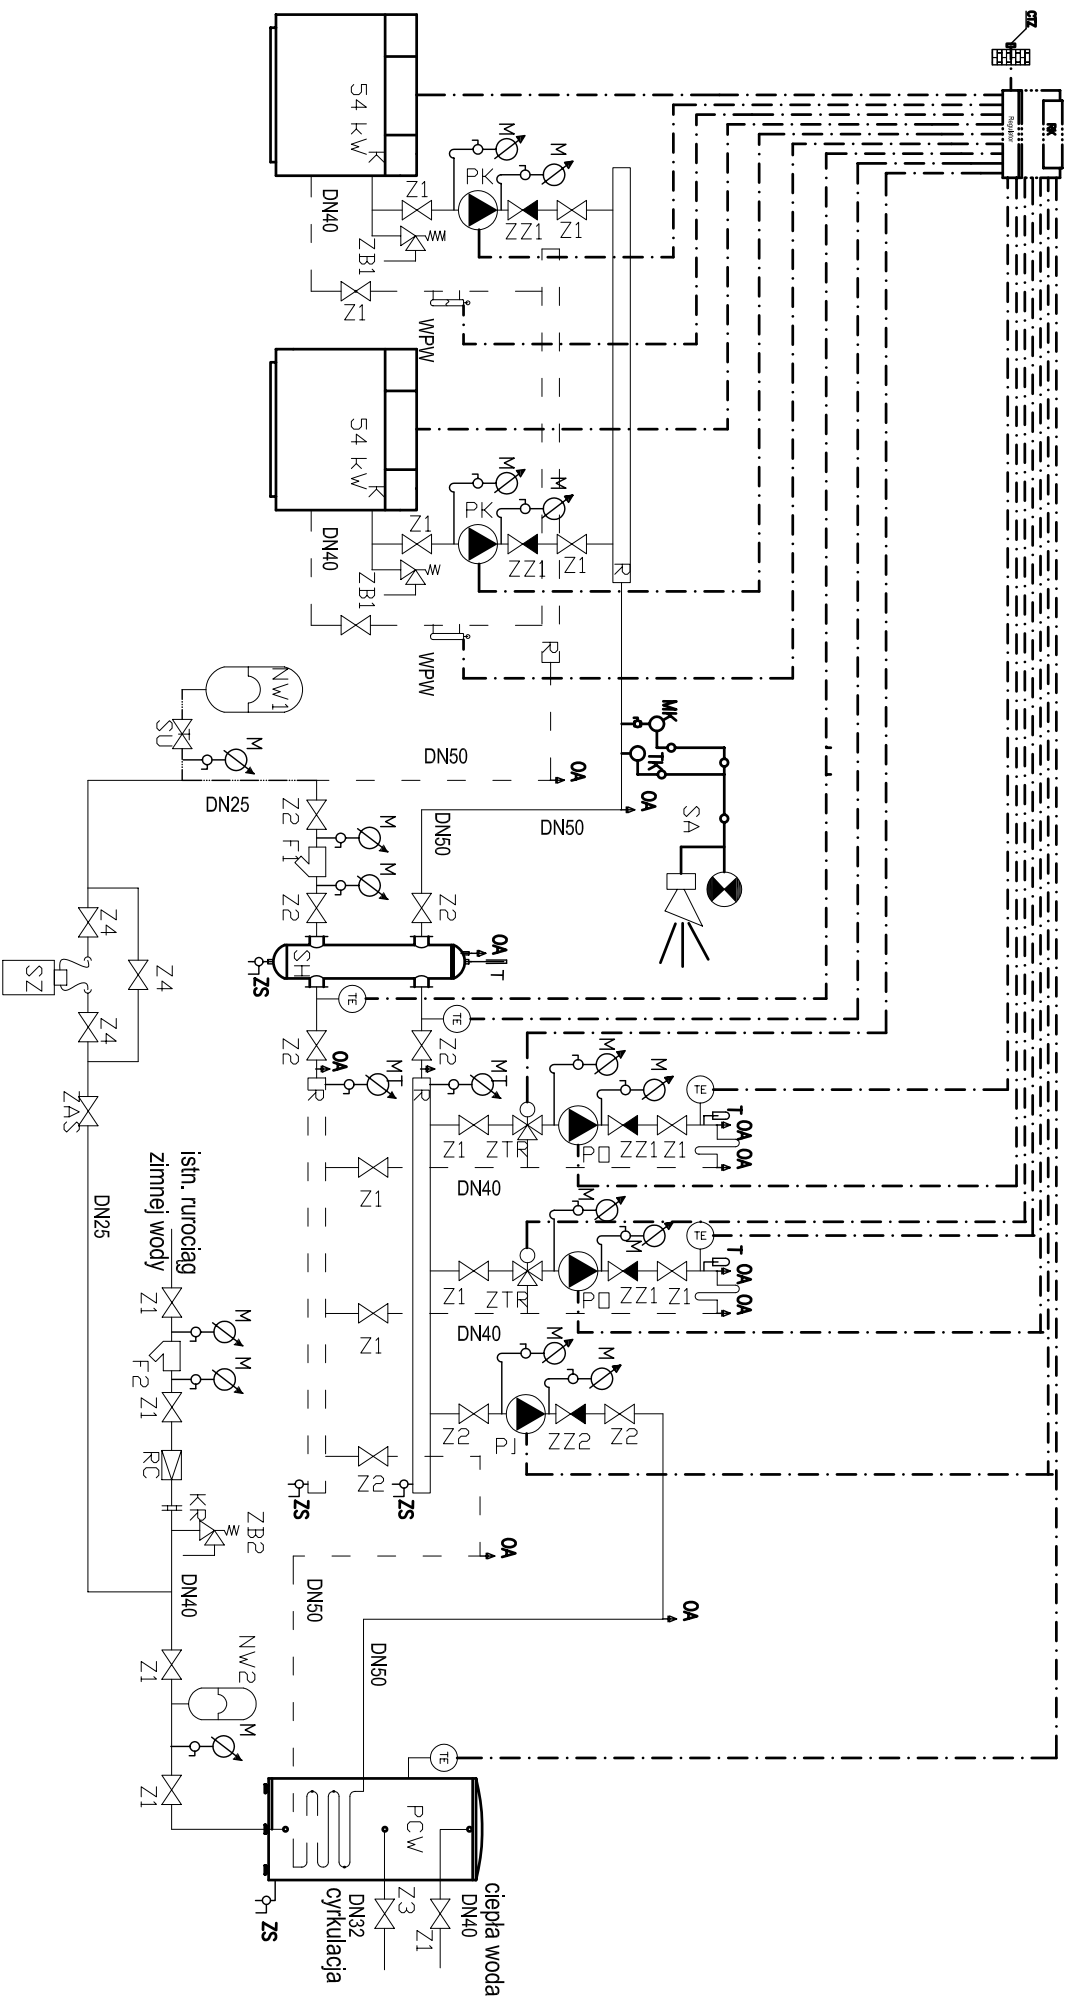 CTZ
RK
Regulator
54 kW
K
DN40
Z1
PK
M
M
ZZ1
Z1
ZB1
Z1
WPW
54 kW
K
DN40
Z1
PK
M
M
ZZ1
Z1
ZB1
WPW
R
R
NW1
SU
M
DN25
DN50
OA
MK
TK
OA
DN50
SA
DN50
Z2
M
F1
M
Z2
Z2
SH
OA
T
ZS
TE
TE
Z2
Z2
OA
R
MT
R
MT
Z4
Z4
SZ
Z4
ZAS
DN25
Z1
ZTR
M
PO
M
ZZ1
Z1
TE
T
OA
OA
Z1
DN40
Z1
ZTR
M
PO
M
ZZ1
Z1
TE
T
OA
OA
Z1
DN40
Z2
M
PJ
M
ZZ2
Z2
Z2
ZS
ZS
OA
OA
DN50
DN50
istn. rurociąg
zimnej wody
Z1
M
F2
M
Z1
RC
KR
ZB2
DN40
Z1
NW2
M
Z1
TE
PCW
ZS
ciepła woda
DN40
Z1
Z3
DN32
cyrkulacja